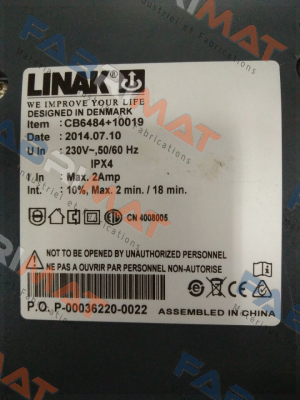 LINAK
WE IMPROVE YOUR LIFE
DESIGNED IN DENMARK
Item : CB6484+10019
Date : 2014.07.10
U In : 230V~,50/60 Hz
IPX4
I In : Max. 2Amp
Int. : 10%, Max. 2 min. / 18 min.
CN 4008005
NOT TO BE OPENED BY UNAUTHORIZED PERSONNEL
NE PAS A OUVRIR PAR PERSONNEL NON-AUTORISE
P.O. P-00036220-0022 ASSEMBLED IN CHINA
FABRIMAT